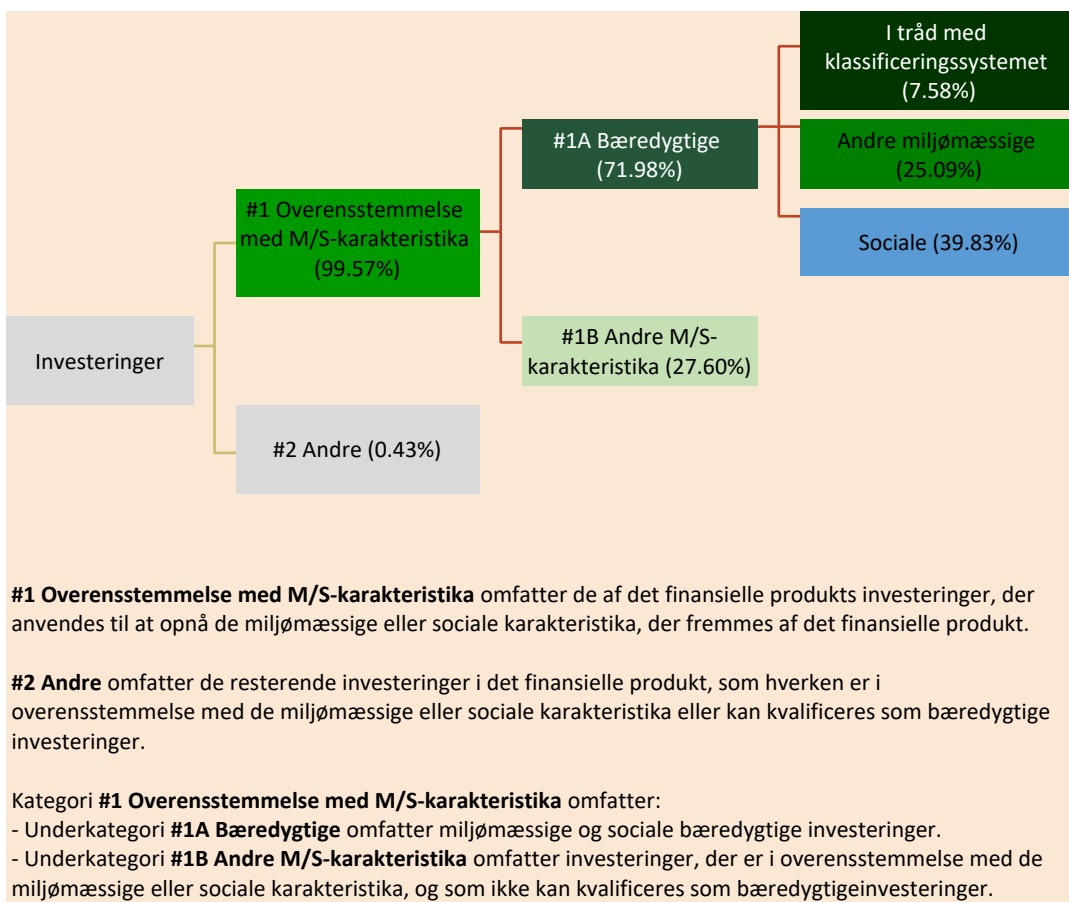 I tråd med
klassificeringssystemet
(7.58%)
#1A Bæredygtige
(71.98%)
Andre miljømæssige
(25.09%)
#1 Overensstemmelse
med M/S-karakteristika
(99.57%)
Sociale (39.83%)
Investeringer
#1B Andre M/S-
karakteristika (27.60%)
#2 Andre (0.43%)
#1 Overensstemmelse med M/S-karakteristika omfatter de af det finansielle produkts investeringer, der
anvendes til at opnå de miljømæssige eller sociale karakteristika, der fremmes af det finansielle produkt.
#2 Andre omfatter de resterende investeringer i det finansielle produkt, som hverken er i
overensstemmelse med de miljømæssige eller sociale karakteristika eller kan kvalificeres som bæredygtige
investeringer.
Kategori #1 Overensstemmelse med M/S-karakteristika omfatter:
- Underkategori #1A Bæredygtige omfatter miljømæssige og sociale bæredygtige investeringer.
- Underkategori #1B Andre M/S-karakteristika omfatter investeringer, der er i overensstemmelse med de
miljømæssige eller sociale karakteristika, og som ikke kan kvalificeres som bæredygtigeinvesteringer.